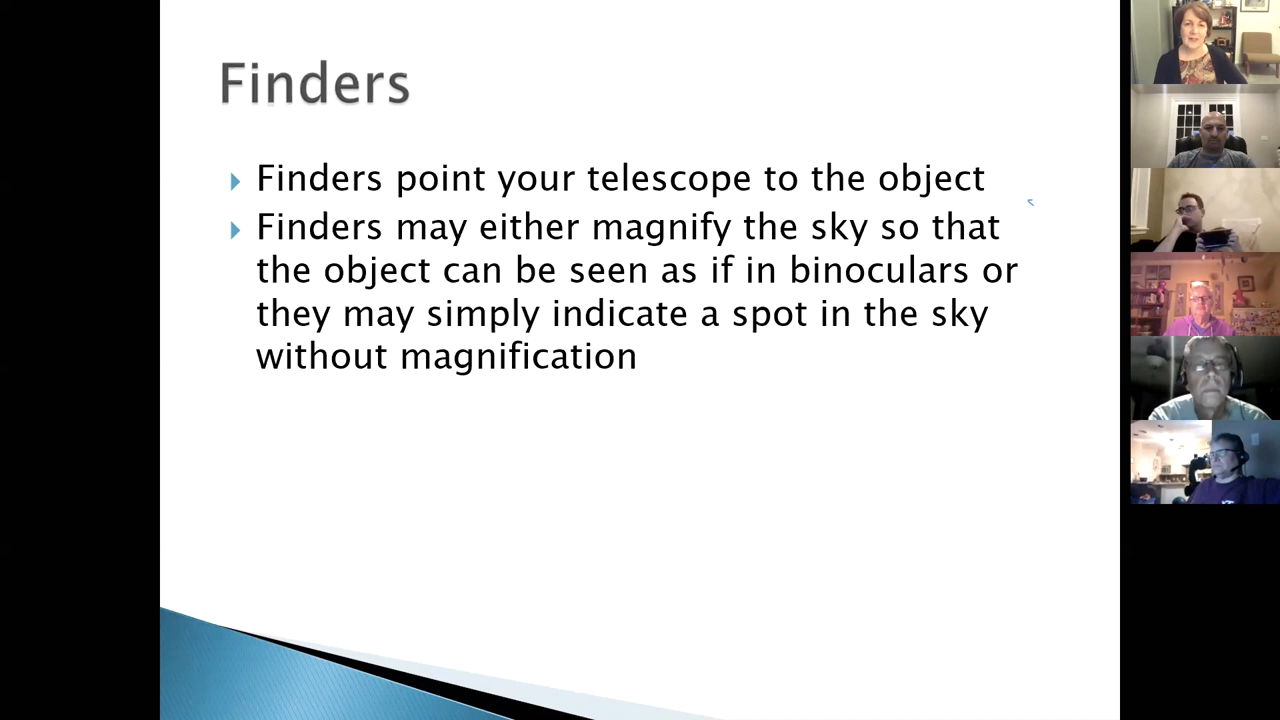 Finders
Finders point your telescope to the object
Finders may either magnify the sky so that
the object can be seen as if in binoculars or
they may simply indicate a spot in the sky
without magnification